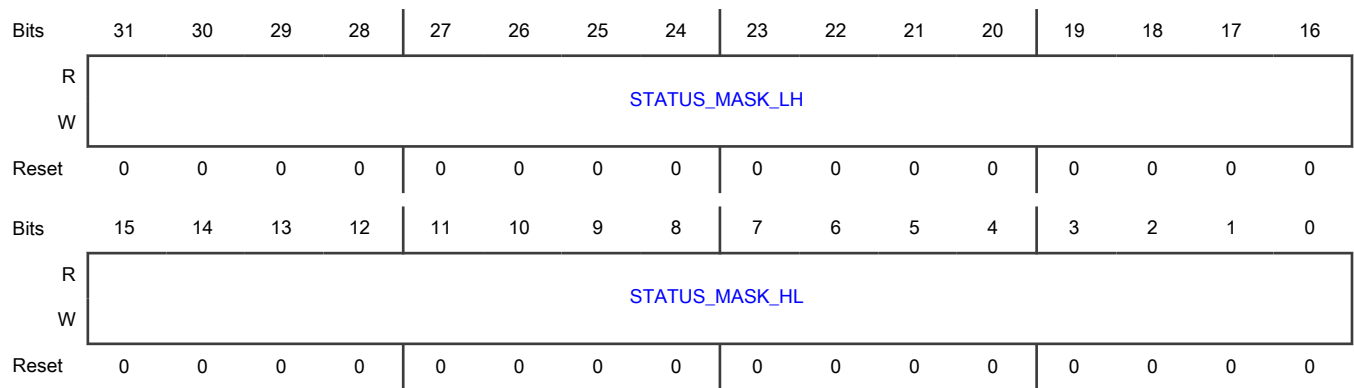 Bits 31 30 29 28 27 26 25 24 23 22 21 20 19 18 17 16
R
STATUS_MASK_LH
W
Reset 0 0 0 0 0 0 0 0 0 0 0 0 0 0 0 0
Bits 15 14 13 12 11 10 9 8 7 6 5 4 3 2 1 0
R
STATUS_MASK_HL
W
Reset 0 0 0 0 0 0 0 0 0 0 0 0 0 0 0 0